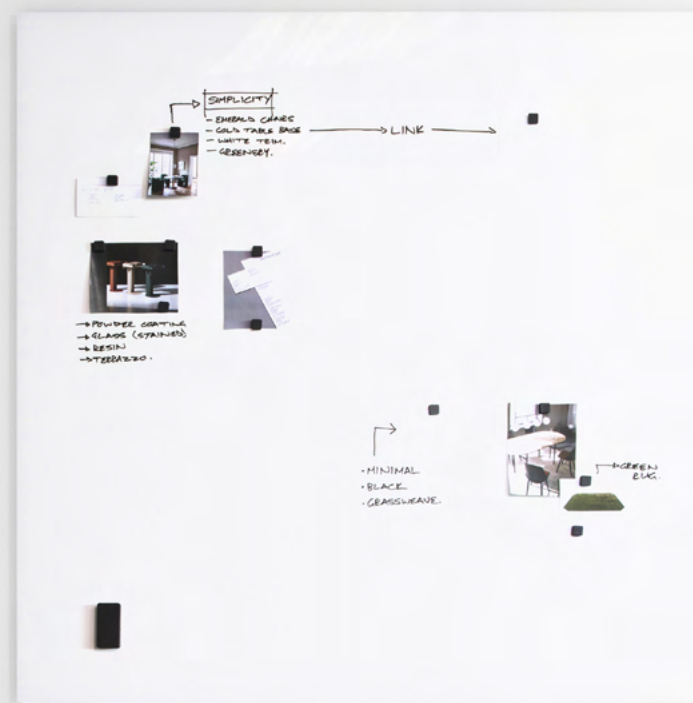 SIMPLICITY
- EMERALD CHAIRS
- GOLD TABLE BASE → LINK →
- WHITE TRIM.
- GREENERY.
→ POWDER COATING
→ GLASS (STAINED)
→ RESIN
→ TERRAZZO.
· MINIMAL
· BLACK
· GRASSWEAVE.
→ GREEN
RUG.